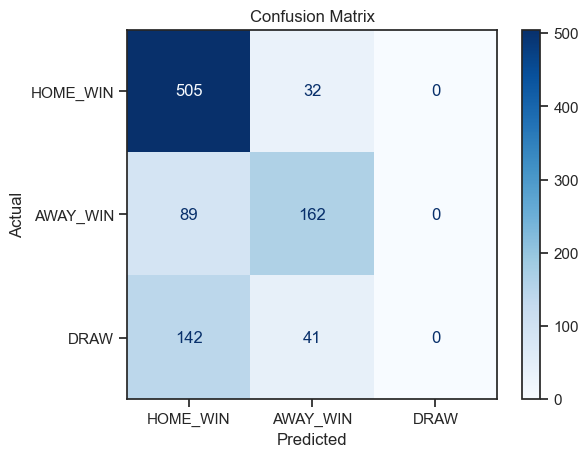 Confusion Matrix
HOME_WIN
505
32
0
AWAY_WIN
89
162
0
DRAW
142
41
0
HOME_WIN
AWAY_WIN
DRAW
Predicted
Actual
500
400
300
200
100
0